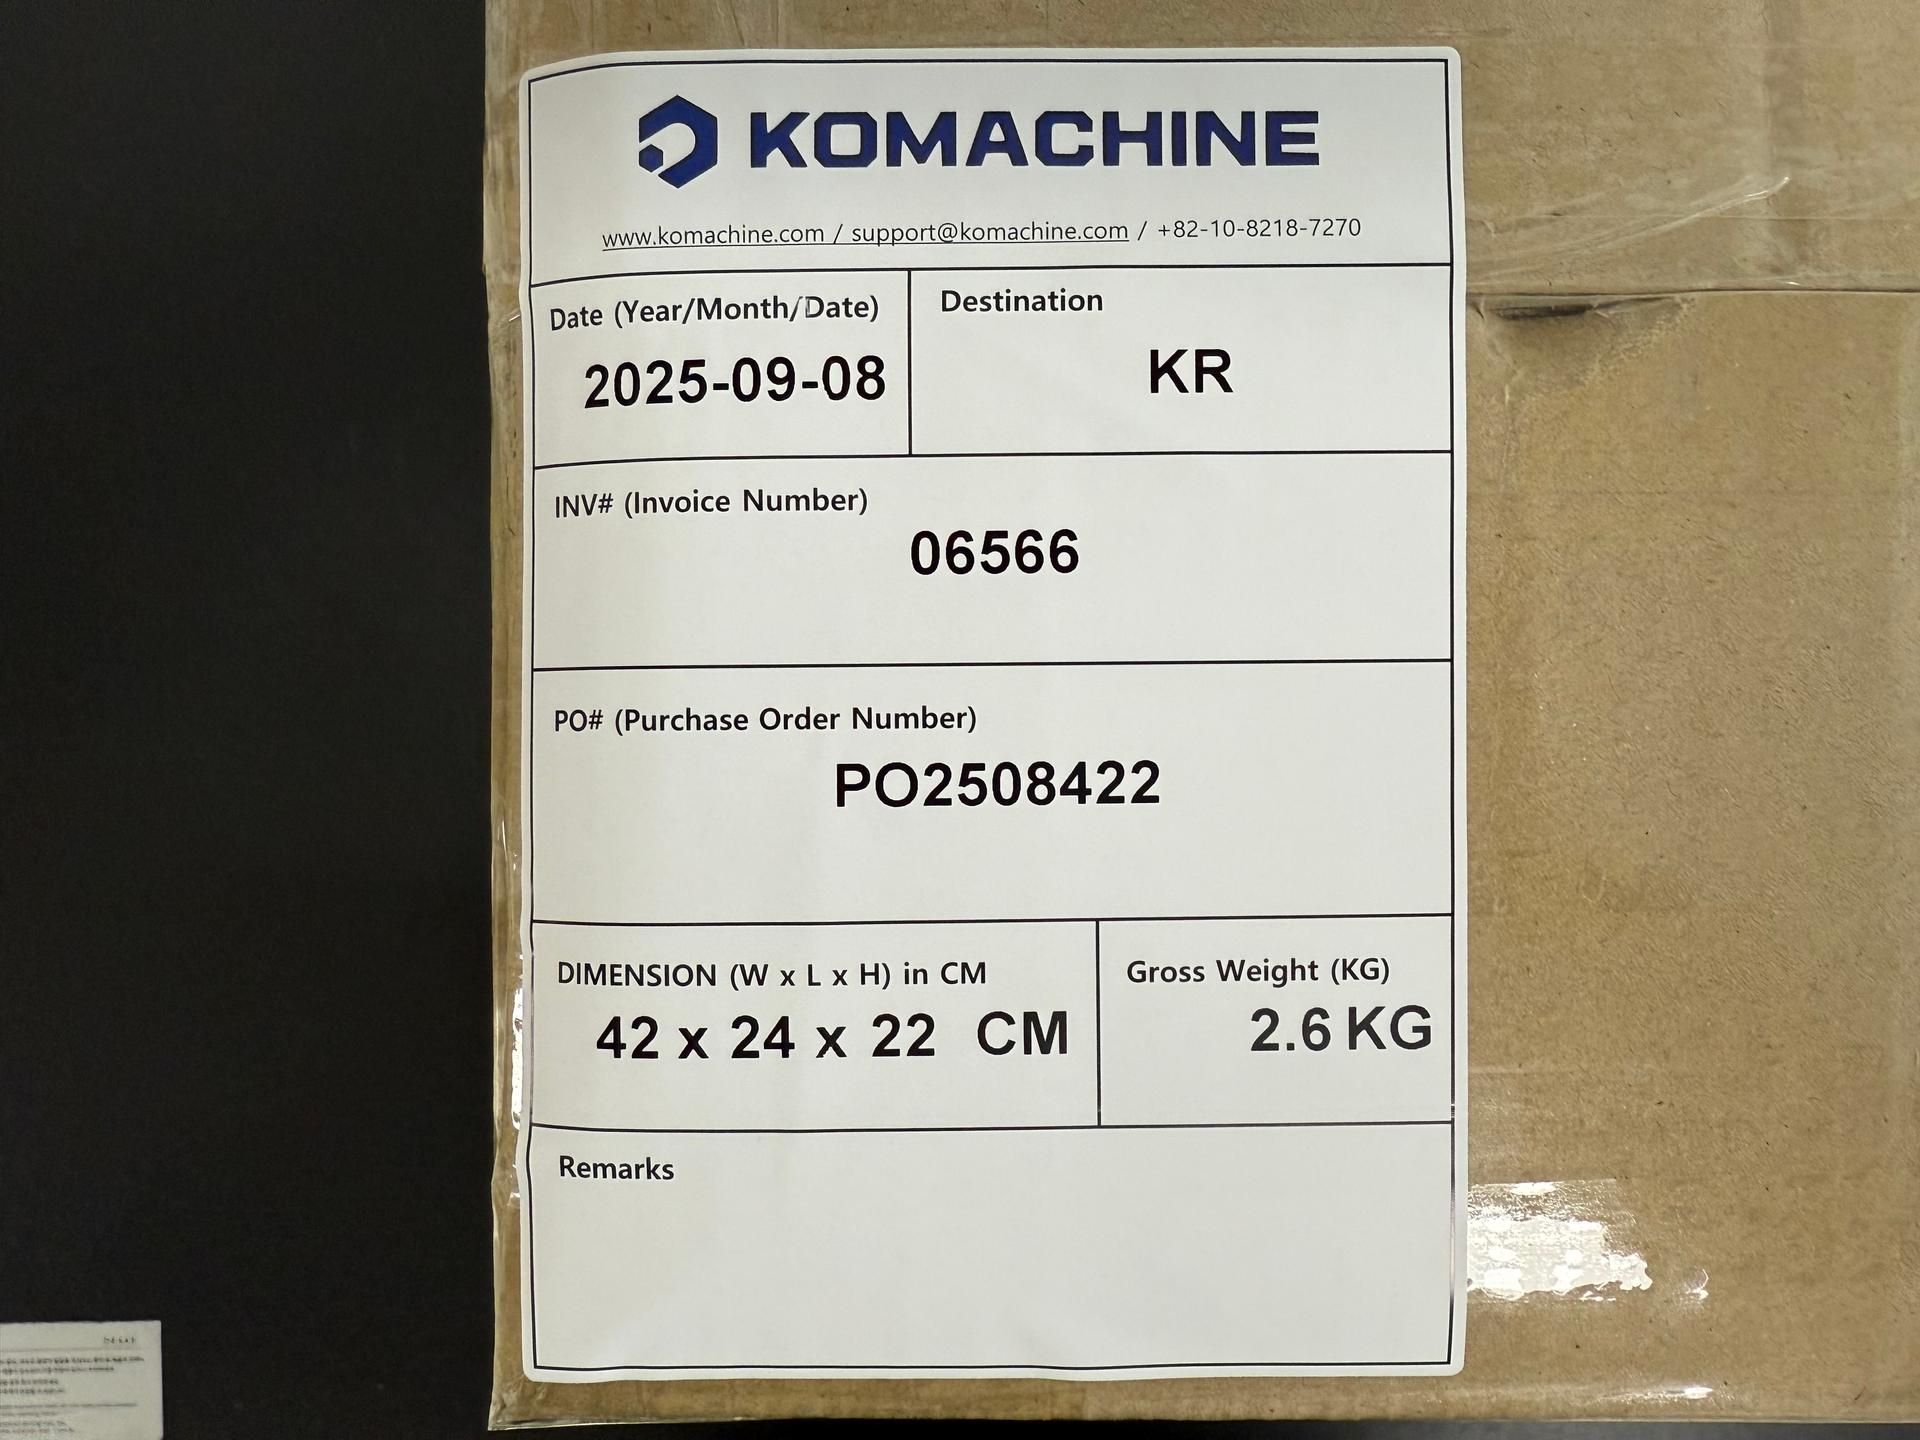 KOMACHINE
www.komachine.com / support@komachine.com / +82-10-8218-7270
Date (Year/Month/Date)
2025-09-08
Destination
KR
INV# (Invoice Number)
06566
PO# (Purchase Order Number)
PO2508422
DIMENSION (W x L x H) in CM
42 x 24 x 22 CM
Gross Weight (KG)
2.6 KG
Remarks